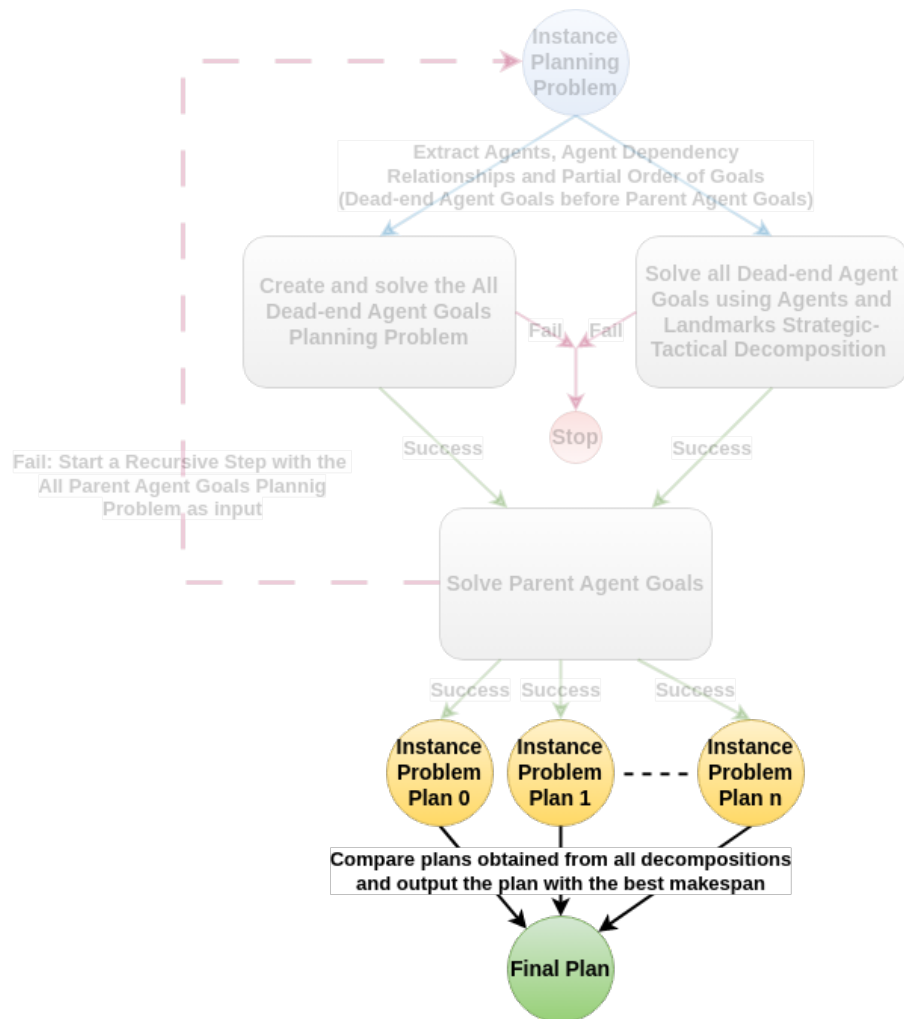 Instance
Planning
Problem
Extract Agents, Agent Dependency
Relationships and Partial Order of Goals
(Dead-end Agent Goals before Parent Agent Goals)
Create and solve the All
Dead-end Agent Goals
Planning Problem
Solve all Dead-end Agent
Goals using Agents and
Landmarks Strategic-
Tactical Decomposition
Fail
Fail
Stop
Success
Success
Fail: Start a Recursive Step with the
All Parent Agent Goals Plannig
Problem as input
Solve Parent Agent Goals
Success
Success
Success
Instance
Problem
Plan 0
Instance
Problem
Plan 1
Instance
Problem
Plan n
Compare plans obtained from all decompositions
and output the plan with the best makespan
Final Plan